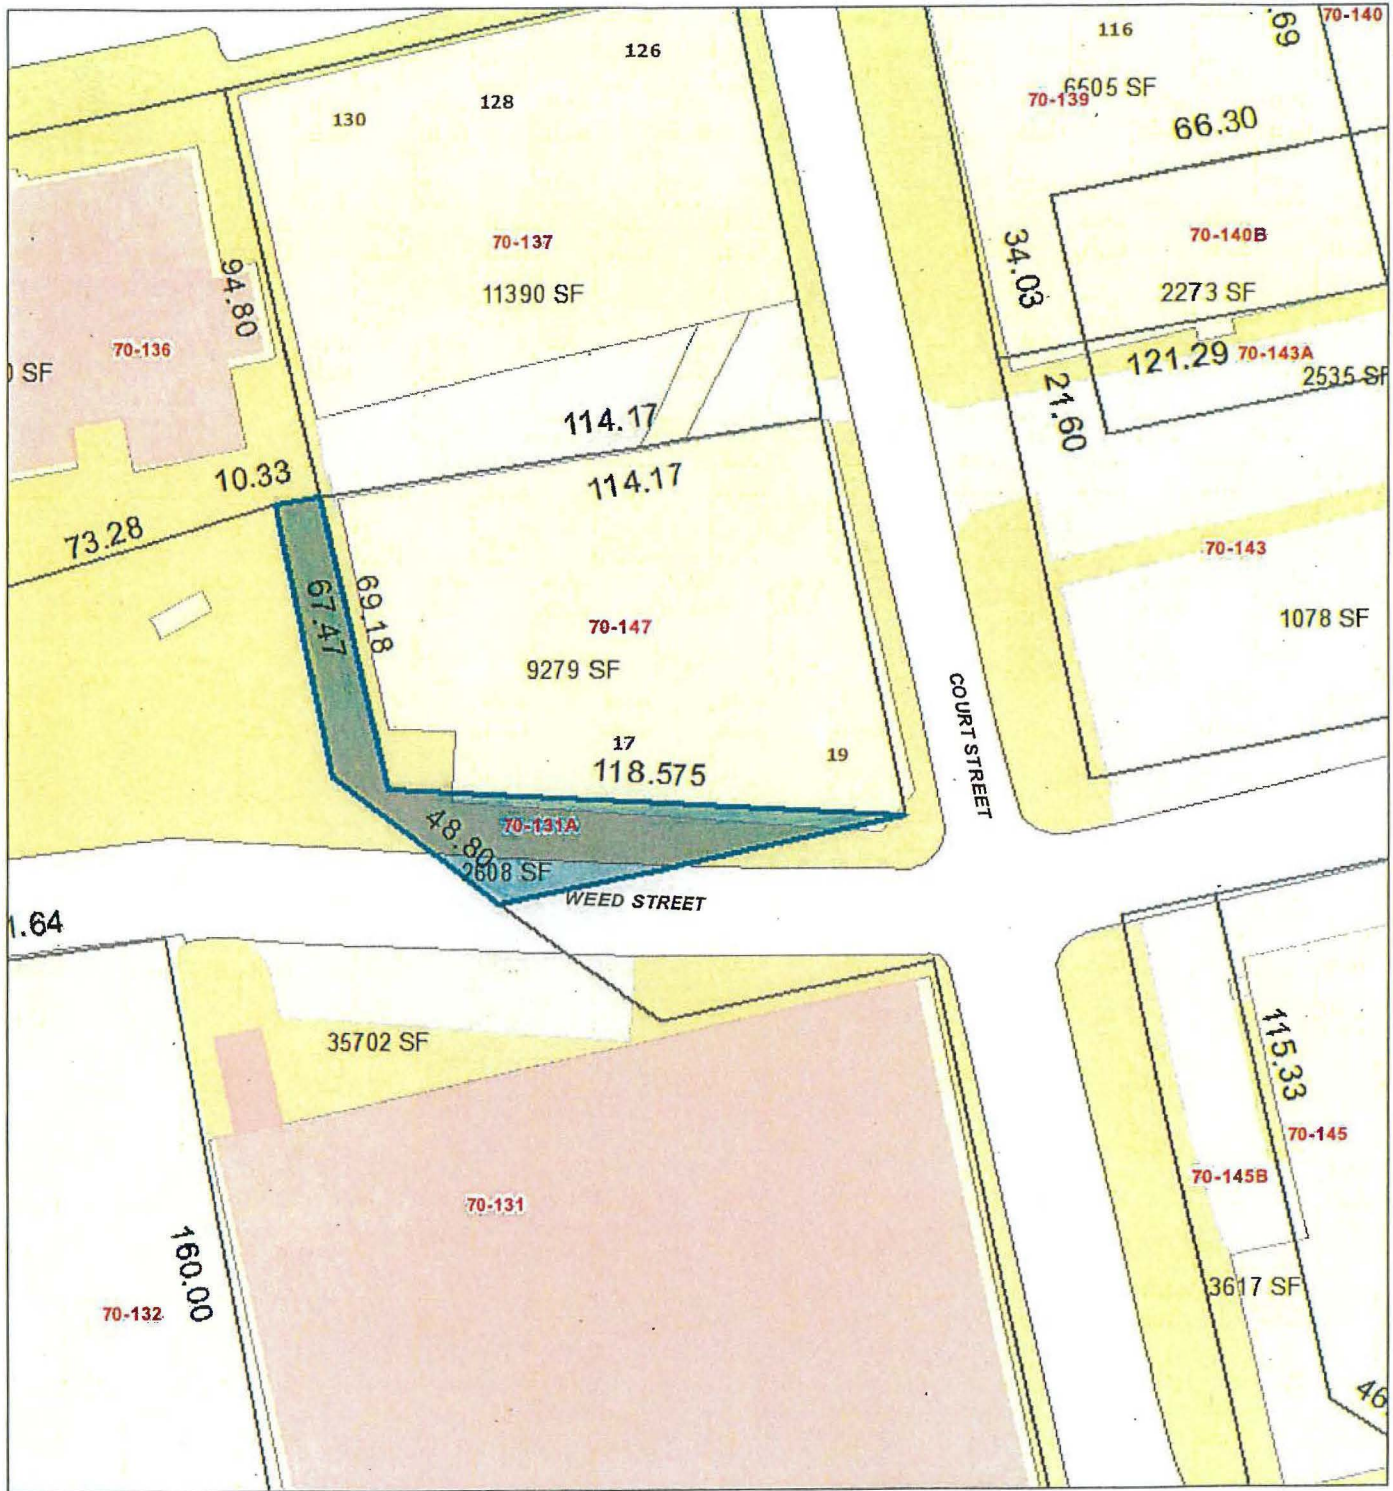 126
116
.69
70-140
130
128
70-139
6505 SF
66.30
70-137
11390 SF
94.80
34.03
70-140B
2273 SF
70-136
0 SF
114.17
121.29
70-143A
2535 SF
21.60
10.33
114.17
73.28
70-143
67.47
69.18
70-147
9279 SF
1078 SF
COURT STREET
17
19
118.575
48.80
70-131A
2608 SF
WEED STREET
1.64
35702 SF
115.33
70-145
70-145B
70-131
160.00
70-132
3617 SF
46.